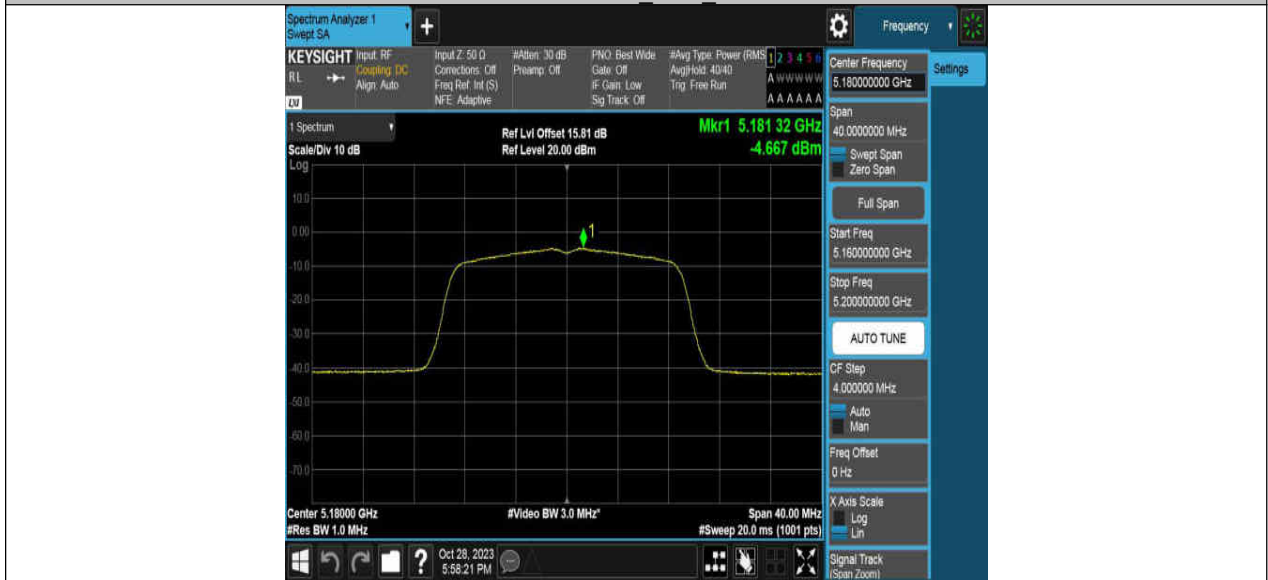 Spectrum Analyzer 1
Swept SA
+
Frequency
KEYSIGHT
RL
LXI
Input: RF
Coupling: DC
Align: Auto
Input Z: 50 Ω
Corrections: Off
Freq Ref: Int (S)
NFE: Adaptive
#Atten: 30 dB
Preamp: Off
PNO: Best Wide
Gate: Off
IF Gain: Low
Sig Track: Off
#Avg Type: Power (RMS
Avg|Hold: 40/40
Trig: Free Run
1 2 3 4 5 6
A W W W W W
A A A A A A
1 Spectrum
Scale/Div 10 dB
Log
Ref Lvl Offset 15.81 dB
Ref Level 20.00 dBm
Mkr1 5.181 32 GHz
-4.667 dBm
10.0
0.00
-10.0
-20.0
-30.0
-40.0
-50.0
-60.0
-70.0
1
Center 5.18000 GHz
#Res BW 1.0 MHz
#Video BW 3.0 MHz*
Span 40.00 MHz
#Sweep 20.0 ms (1001 pts)
?
Oct 28, 2023
5:58:21 PM
Center Frequency
5.180000000 GHz
Settings
Span
40.0000000 MHz
Swept Span
Zero Span
Full Span
Start Freq
5.160000000 GHz
Stop Freq
5.200000000 GHz
AUTO TUNE
CF Step
4.000000 MHz
Auto
Man
Freq Offset
0 Hz
X Axis Scale
Log
Lin
Signal Track
(Span Zoom)